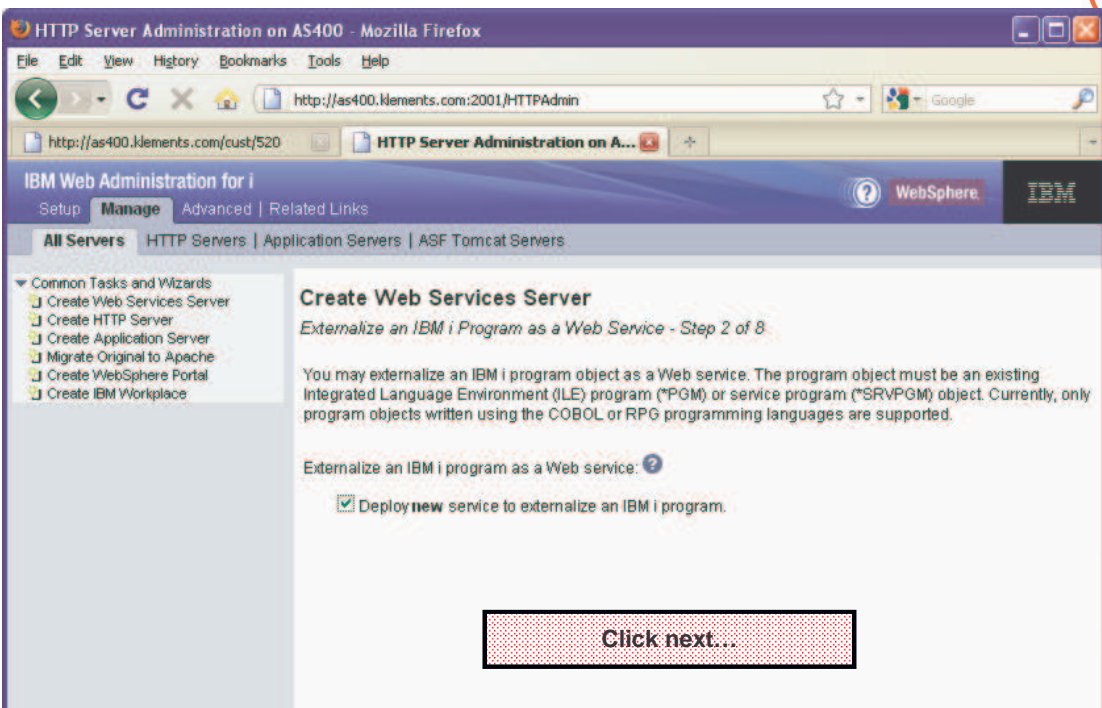 HTTP Server Administration on AS400 - Mozilla Firefox
File Edit View History Bookmarks Tools Help
http://as400.klements.com:2001/HTTPAdmin
Google
http://as400.klements.com/cust/520
HTTP Server Administration on A...
IBM Web Administration for i
WebSphere.
IBM
Setup Manage Advanced | Related Links
All Servers HTTP Servers | Application Servers | ASF Tomcat Servers
Common Tasks and Wizards
Create Web Services Server
Create HTTP Server
Create Application Server
Migrate Original to Apache
Create WebSphere Portal
Create IBM Workplace
Create Web Services Server
Externalize an IBM i Program as a Web Service - Step 2 of 8
You may externalize an IBM i program object as a Web service. The program object must be an existing
Integrated Language Environment (ILE) program (*PGM) or service program (*SRVPGM) object. Currently, only
program objects written using the COBOL or RPG programming languages are supported.
Externalize an IBM i program as a Web service: ?
Deploy new service to externalize an IBM i program.
Click next...